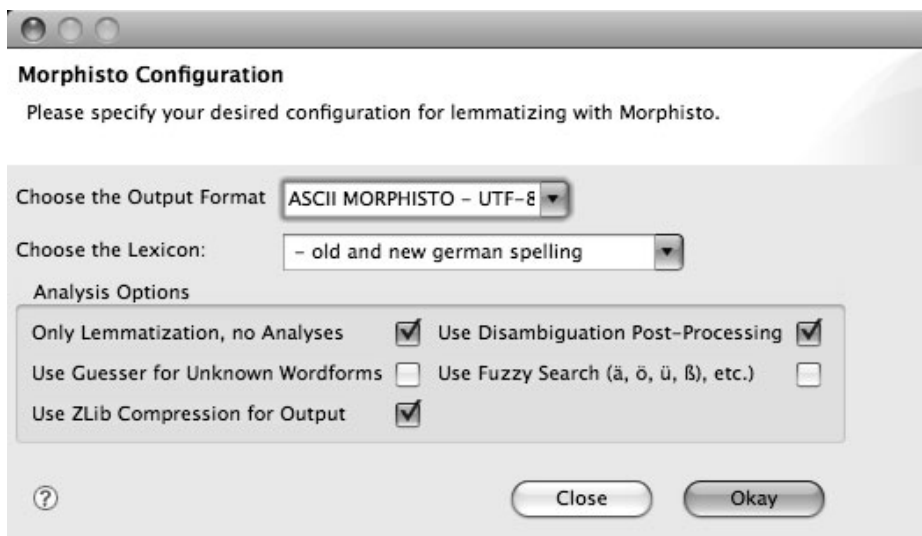 Morphisto Configuration
Please specify your desired configuration for lemmatizing with Morphisto.
Choose the Output Format ASCII MORPHISTO - UTF-8
Choose the Lexicon: - old and new german spelling
Analysis Options
Only Lemmatization, no Analyses Use Disambiguation Post-Processing
Use Guesser for Unknown Wordforms Use Fuzzy Search (ä, ö, ü, ß), etc.)
Use ZLib Compression for Output
? Close Okay